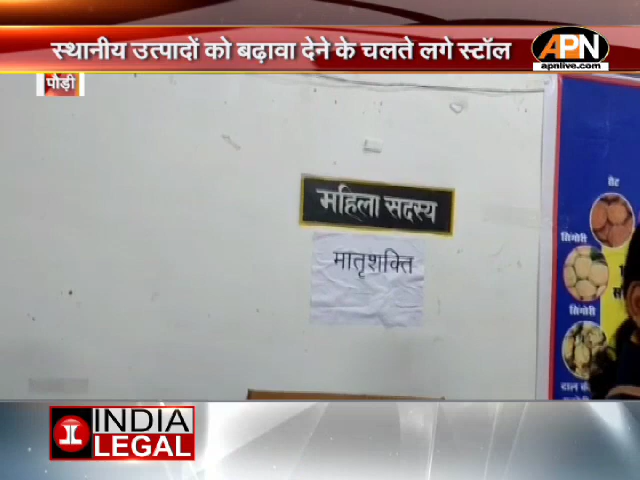 स्थानीय उत्पादों को बढ़ावा देने के चलते लगे स्टॉल
APN
apnlive.com
पौड़ी
महिला सदस्य
मातृशक्ति
सिंगोरी
सिंगोरी
दाल
INDIA
LEGAL